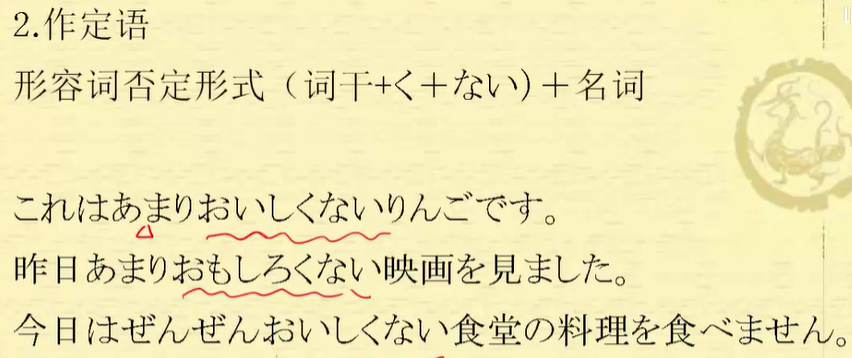 2.作定语
形容词否定形式（词干+く＋ない）＋名词
これはあまりおいしくないりんごです。
昨日あまりおもしろくない映画を見ました。
今日はぜんぜんおいしくない食堂の料理を食べません。